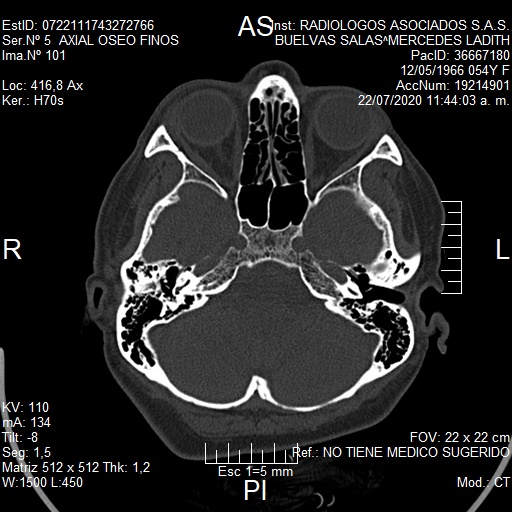 EstID: 0722111743272766
Ser.Nº 5 AXIAL OSEO FINOS
Ima.Nº 101
Loc: 416,8 Ax
Ker.: H70s
AS
Inst: RADIOLOGOS ASOCIADOS S.A.S.
BUELVAS SALAS^MERCEDES LADITH
PacID: 36667180
12/05/1966 054Y F
AccNum: 19214901
22/07/2020 11:44:03 a. m.
R
L
KV: 110
mA: 134
Tilt: -8
Seg: 1,5
Matriz 512 x 512 Thk: 1,2
W:1500 L:450
Esc 1=5 mm
PI
FOV: 22 x 22 cm
Ref.: NO TIENE MEDICO SUGERIDO
Mod.: CT